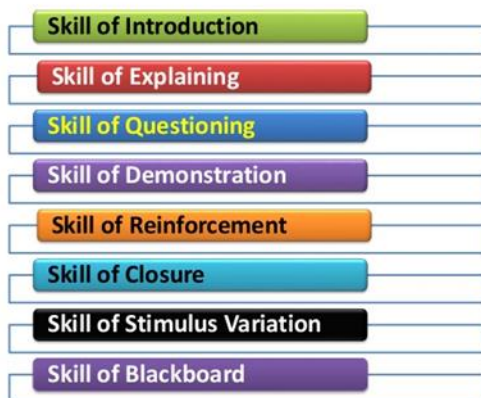 Skill of Introduction
Skill of Explaining
Skill of Questioning
Skill of Demonstration
Skill of Reinforcement
Skill of Closure
Skill of Stimulus Variation
Skill of Blackboard